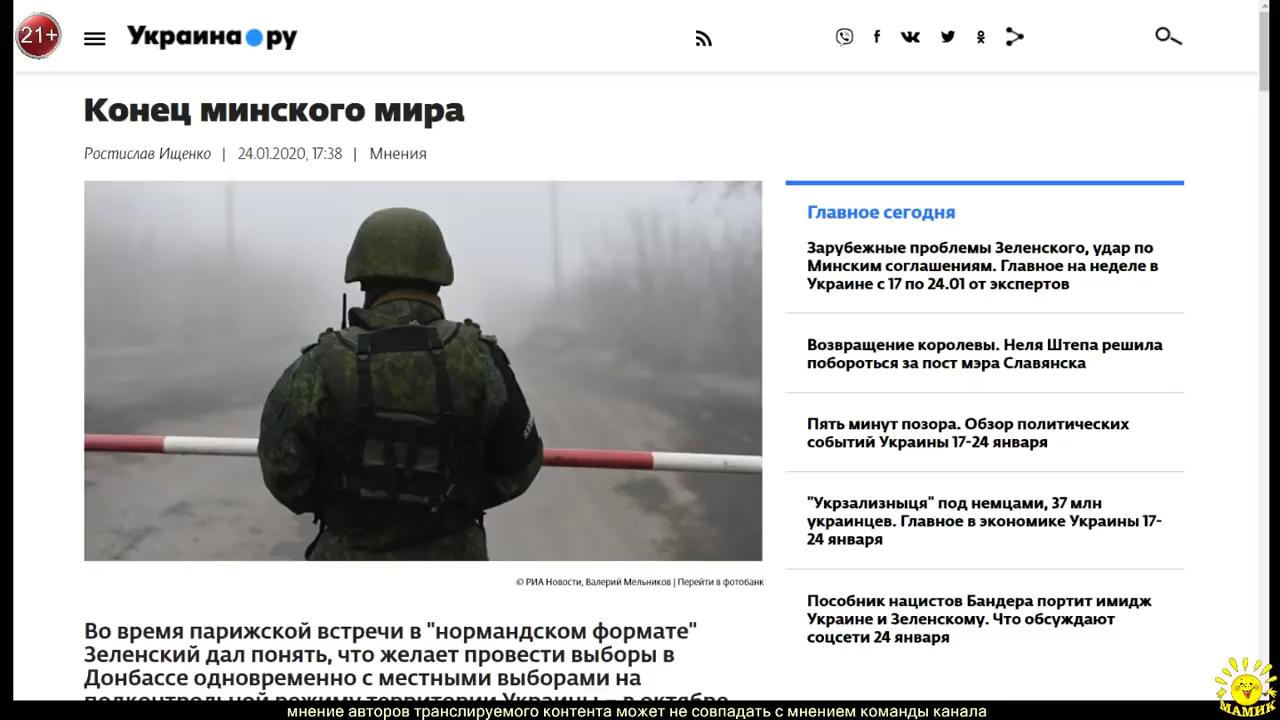 21+
Украина ру
Конец минского мира
Ростислав Ищенко | 24.01.2020, 17:38 | Мнения
Главное сегодня
Зарубежные проблемы Зеленского, удар по
Минским соглашениям. Главное на неделе в
Украине с 17 по 24.01 от экспертов
Возвращение королевы. Неля Штепа решила
побороться за пост мэра Славянска
Пять минут позора. Обзор политических
событий Украины 17-24 января
"Укрзализныця" под немцами, 37 млн
украинцев. Главное в экономике Украины 17-
24 января
Пособник нацистов Бандера портит имидж
Украине и Зеленскому. Что обсуждают
соцсети 24 января
© РИА Новости, Валерий Мельников | Перейти в фотобанк
Во время парижской встречи в "нормандском формате"
Зеленский дал понять, что желает провести выборы в
Донбассе одновременно с местными выборами на
подконтрольной режиму территории Украины – в октябре
МАМИК
мнение авторов транслируемого контента может не совпадать с мнением команды канала